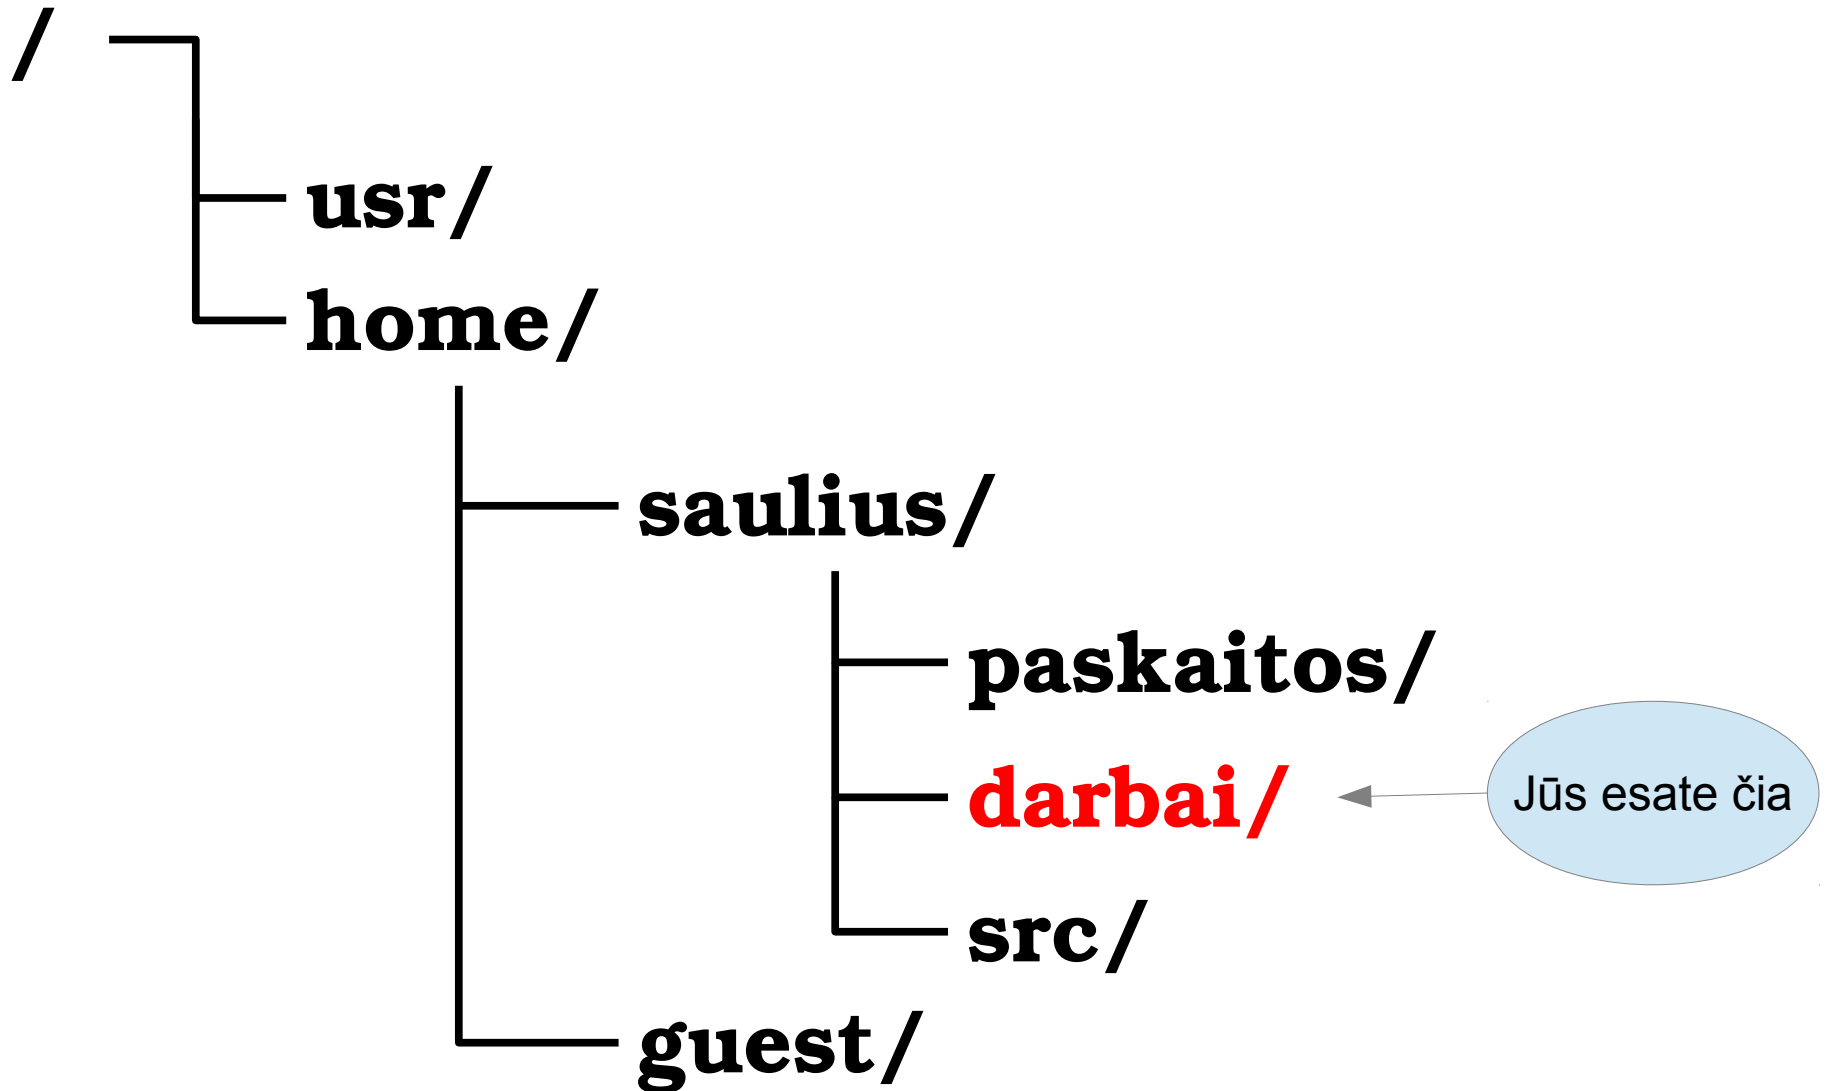 /
usr/
home/
saulius/
paskaitos/
darbai/
Jūs esate čia
src/
guest/